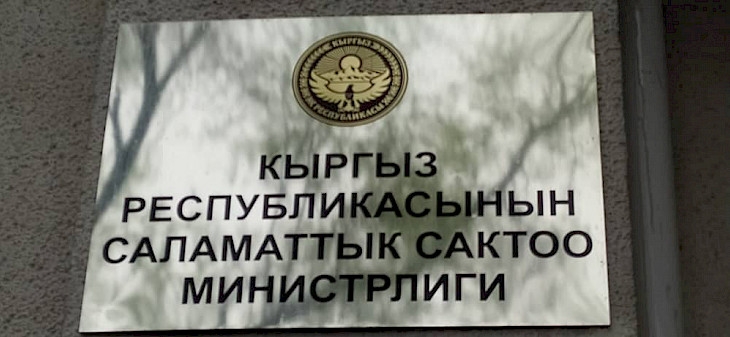 КЫРГЫЗ
РЕСПУБЛИКАСЫ
КЫРГЫЗ
РЕСПУБЛИКАСЫНЫН
САЛАМАТТЫК САКТОО
МИНИСТРЛИГИ